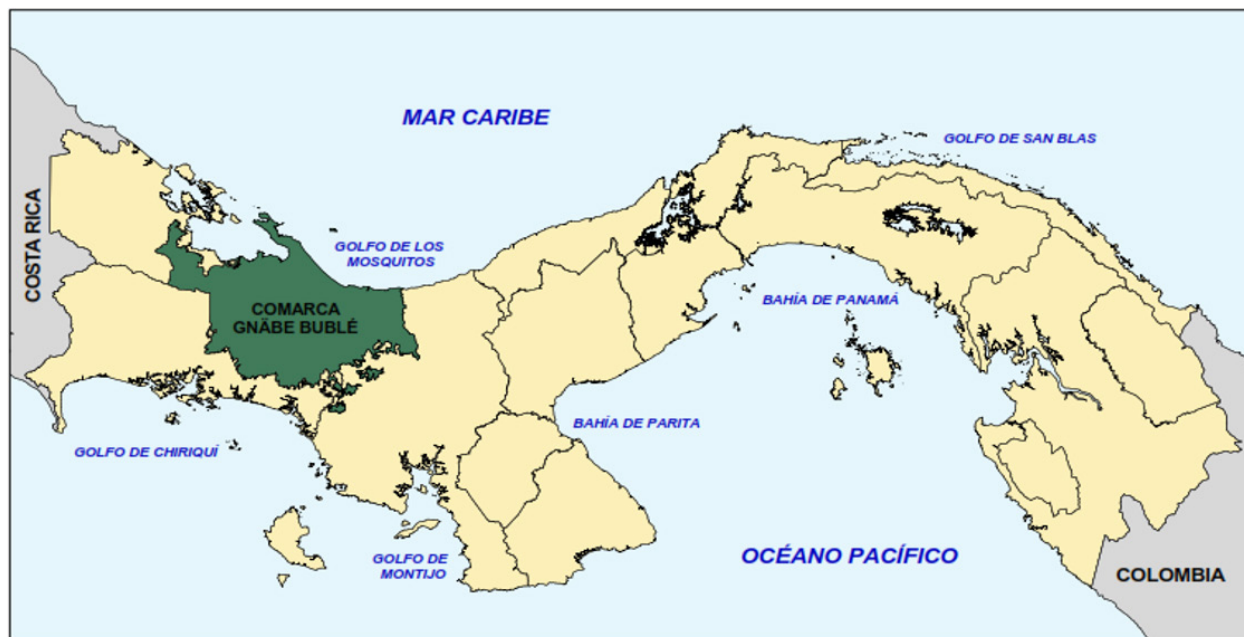 MAR CARIBE
GOLFO DE SAN BLAS
COSTA RICA
GOLFO DE LOS
MOSQUITOS
COMARCA
GNÄBE BUBLÉ
BAHÍA DE PANAMÁ
BAHÍA DE PARITA
GOLFO DE CHIRIQUÍ
GOLFO DE
MONTIJO
OCÉANO PACÍFICO
COLOMBIA